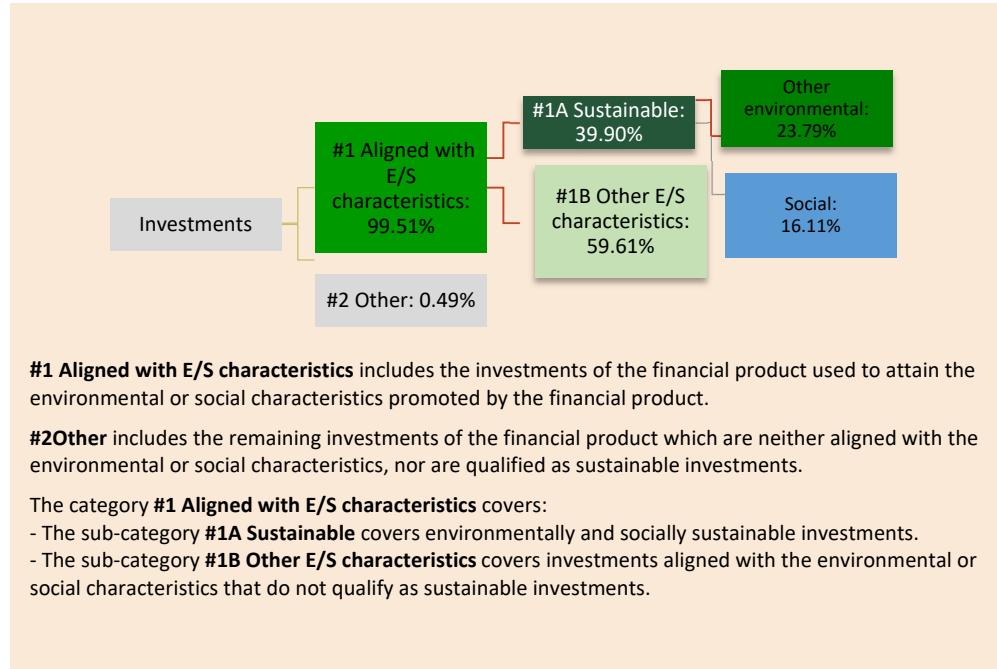 Investments
#1 Aligned with
E/S
characteristics:
99.51%
#2 Other: 0.49%
#1A Sustainable:
39.90%
#1B Other E/S
characteristics:
59.61%
Other
environmental:
23.79%
Social:
16.11%
#1 Aligned with E/S characteristics includes the investments of the financial product used to attain the
environmental or social characteristics promoted by the financial product.
#2Other includes the remaining investments of the financial product which are neither aligned with the
environmental or social characteristics, nor are qualified as sustainable investments.
The category #1 Aligned with E/S characteristics covers:
- The sub-category #1A Sustainable covers environmentally and socially sustainable investments.
- The sub-category #1B Other E/S characteristics covers investments aligned with the environmental or
social characteristics that do not qualify as sustainable investments.